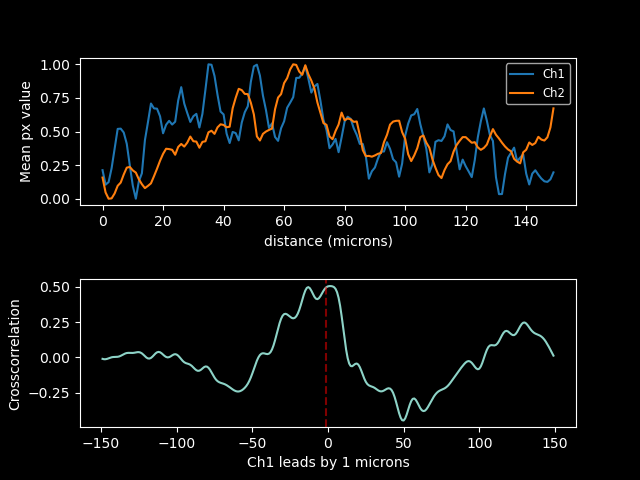 1.00
0.75
0.50
0.25
0.00
Mean px value
Ch1
Ch2
0 20 40 60 80 100 120 140
distance (microns)
0.50
0.25
0.00
−0.25
Crosscorrelation
−150 −100 −50 0 50 100 150
Ch1 leads by 1 microns